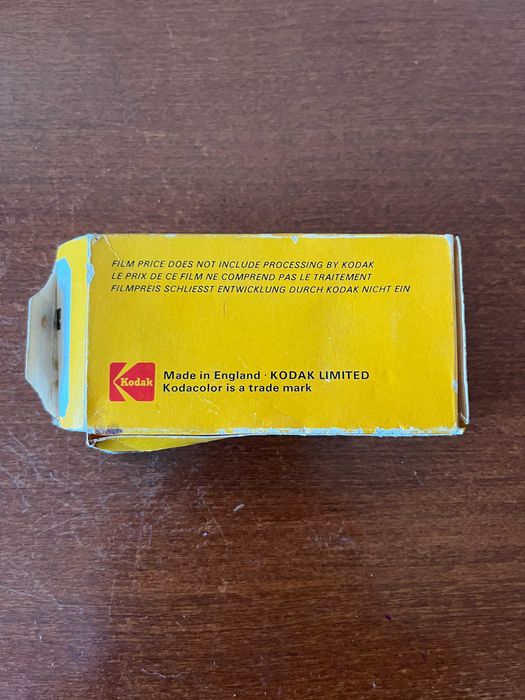 FILM PRICE DOES NOT INCLUDE PROCESSING BY KODAK
LE PRIX DE CE FILM NE COMPREND PAS LE TRAITEMENT
FILMPREIS SCHLIESST ENTWICKLUNG DURCH KODAK NICHT EIN
Kodak
Made in England · KODAK LIMITED
Kodacolor is a trade mark